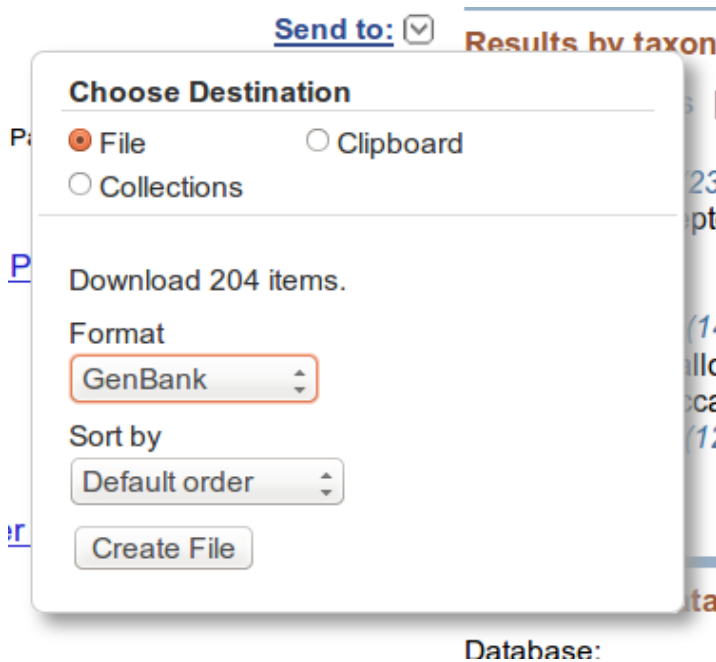 Send to:
Results by taxon
Choose Destination
File
Clipboard
Collections
Download 204 items.
Format
GenBank
Sort by
Default order
Create File
Database: